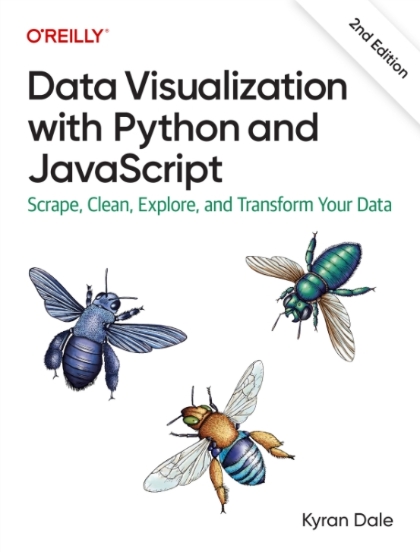 O'REILLY®
2nd Edition
Data Visualization
with Python and
JavaScript
Scrape, Clean, Explore, and Transform Your Data
Kyran Dale